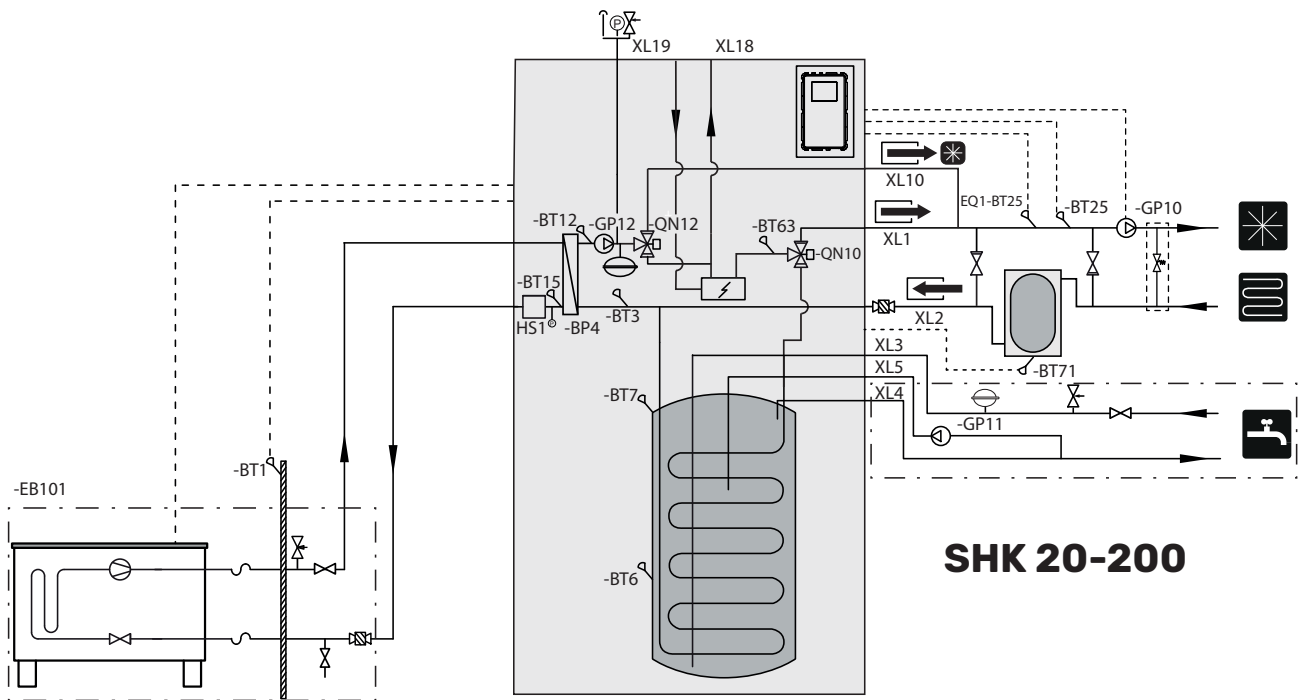 P
XL19
XL18
XL10
EQ1-BT25
-BT25
-GP10
-BT12
-GP12
-QN12
-BT63
XL1
-QN10
-BT15
HS1
P
-BP4
-BT3
XL2
XL3
-BT71
XL5
XL4
-BT7
-GP11
-BT1
-EB101
SHK 20-200
-BT6